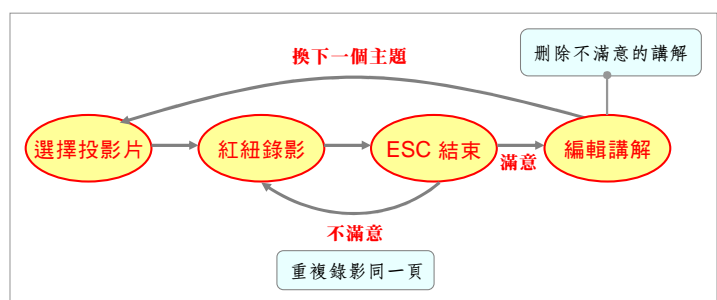 換下一個主題
刪除不滿意的講解
選擇投影片
紅紐錄影
ESC 結束
滿意
編輯講解
不滿意
重複錄影同一頁